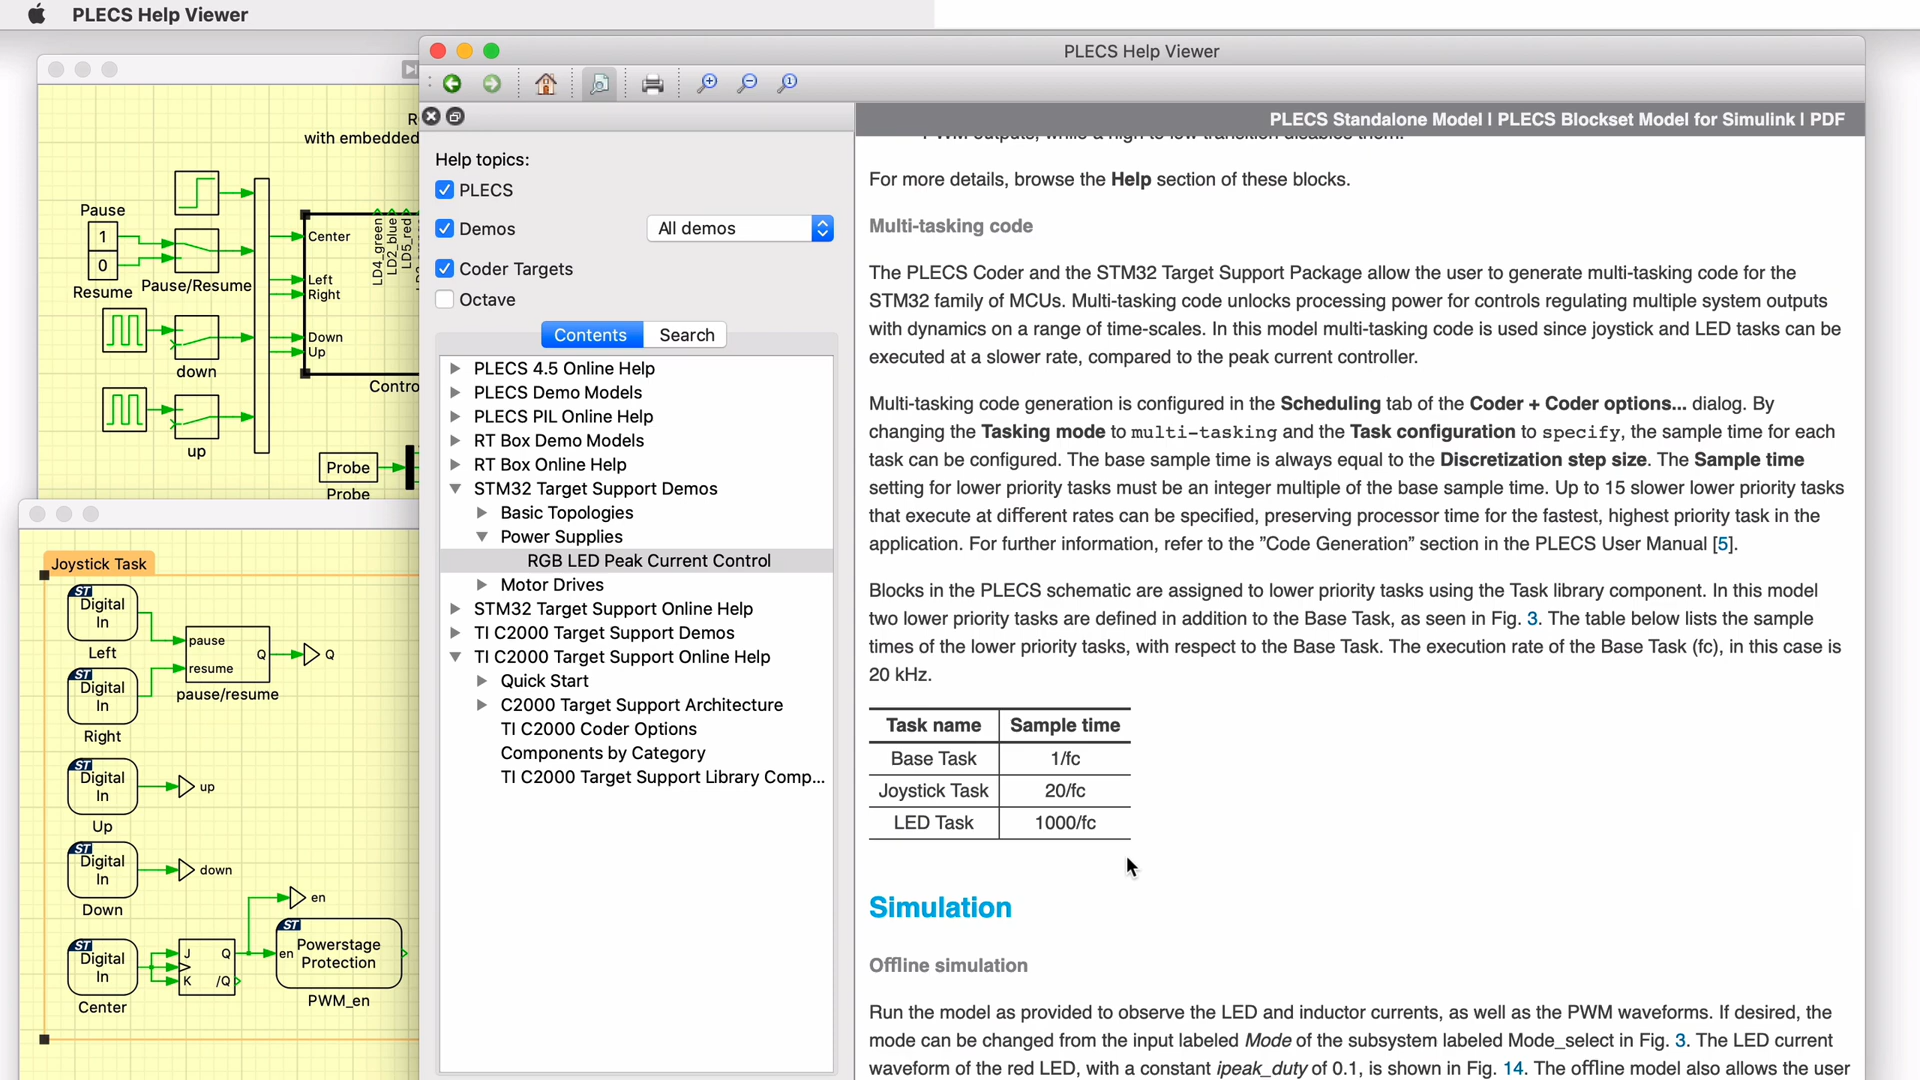 PLECS Help Viewer
PLECS Help Viewer
with embedded
Pause
1
0
Resume
Pause/Resume
down
up
Center
Left
Right
Down
Up
LD4_green
LD2_blue
LD5_red
Contro
Probe
Probe
Joystick Task
ST
Digital
In
Left
ST
Digital
In
Right
pause
resume
Q
Q
pause/resume
ST
Digital
In
Up
up
ST
Digital
In
Down
down
ST
Digital
In
Center
J
Q
K
/Q
en
ST
en
Powerstage
Protection
PWM_en
Help topics:
PLECS
Demos
All demos
Coder Targets
Octave
Contents
Search
PLECS 4.5 Online Help
PLECS Demo Models
PLECS PIL Online Help
RT Box Demo Models
RT Box Online Help
STM32 Target Support Demos
Basic Topologies
Power Supplies
RGB LED Peak Current Control
Motor Drives
STM32 Target Support Online Help
TI C2000 Target Support Demos
TI C2000 Target Support Online Help
Quick Start
C2000 Target Support Architecture
TI C2000 Coder Options
Components by Category
TI C2000 Target Support Library Comp...
PLECS Standalone Model | PLECS Blockset Model for Simulink | PDF
PWM outputs, while a high to low transition disables them.
For more details, browse the Help section of these blocks.
Multi-tasking code
The PLECS Coder and the STM32 Target Support Package allow the user to generate multi-tasking code for the
STM32 family of MCUs. Multi-tasking code unlocks processing power for controls regulating multiple system outputs
with dynamics on a range of time-scales. In this model multi-tasking code is used since joystick and LED tasks can be
executed at a slower rate, compared to the peak current controller.
Multi-tasking code generation is configured in the Scheduling tab of the Coder + Coder options... dialog. By
changing the Tasking mode to multi-tasking and the Task configuration to specify, the sample time for each
task can be configured. The base sample time is always equal to the Discretization step size. The Sample time
setting for lower priority tasks must be an integer multiple of the base sample time. Up to 15 slower lower priority tasks
that execute at different rates can be specified, preserving processor time for the fastest, highest priority task in the
application. For further information, refer to the ”Code Generation” section in the PLECS User Manual [5].
Blocks in the PLECS schematic are assigned to lower priority tasks using the Task library component. In this model
two lower priority tasks are defined in addition to the Base Task, as seen in Fig. 3. The table below lists the sample
times of the lower priority tasks, with respect to the Base Task. The execution rate of the Base Task (fc), in this case is
20 kHz.
Task name Sample time
Base Task 1/fc
Joystick Task 20/fc
LED Task 1000/fc
Simulation
Offline simulation
Run the model as provided to observe the LED and inductor currents, as well as the PWM waveforms. If desired, the
mode can be changed from the input labeled Mode of the subsystem labeled Mode_select in Fig. 3. The LED current
waveform of the red LED, with a constant ipeak_duty of 0.1, is shown in Fig. 14. The offline model also allows the user